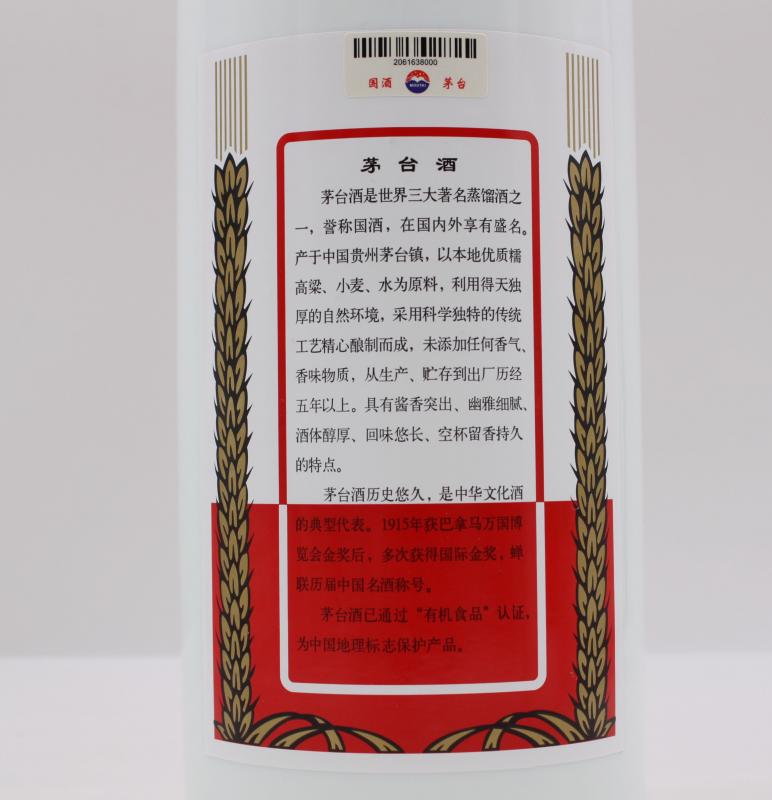 2061638000
国酒 MOUTAI 茅台
茅台酒
茅台酒是世界三大著名蒸馏酒之
一，誉称国酒，在国内外享有盛名。
产于中国贵州茅台镇，以本地优质糯
高粱、小麦、水为原料，利用得天独
厚的自然环境，采用科学独特的传统
工艺精心酿制而成，未添加任何香气、
香味物质，从生产、贮存到出厂历经
五年以上。具有酱香突出、幽雅细腻、
酒体醇厚、回味悠长、空杯留香持久
的特点。
茅台酒历史悠久，是中华文化酒
的典型代表。1915年获巴拿马万国博
览会金奖后，多次获得国际金奖，蝉
联历届中国名酒称号。
茅台酒已通过“有机食品”认证，
为中国地理标志保护产品。